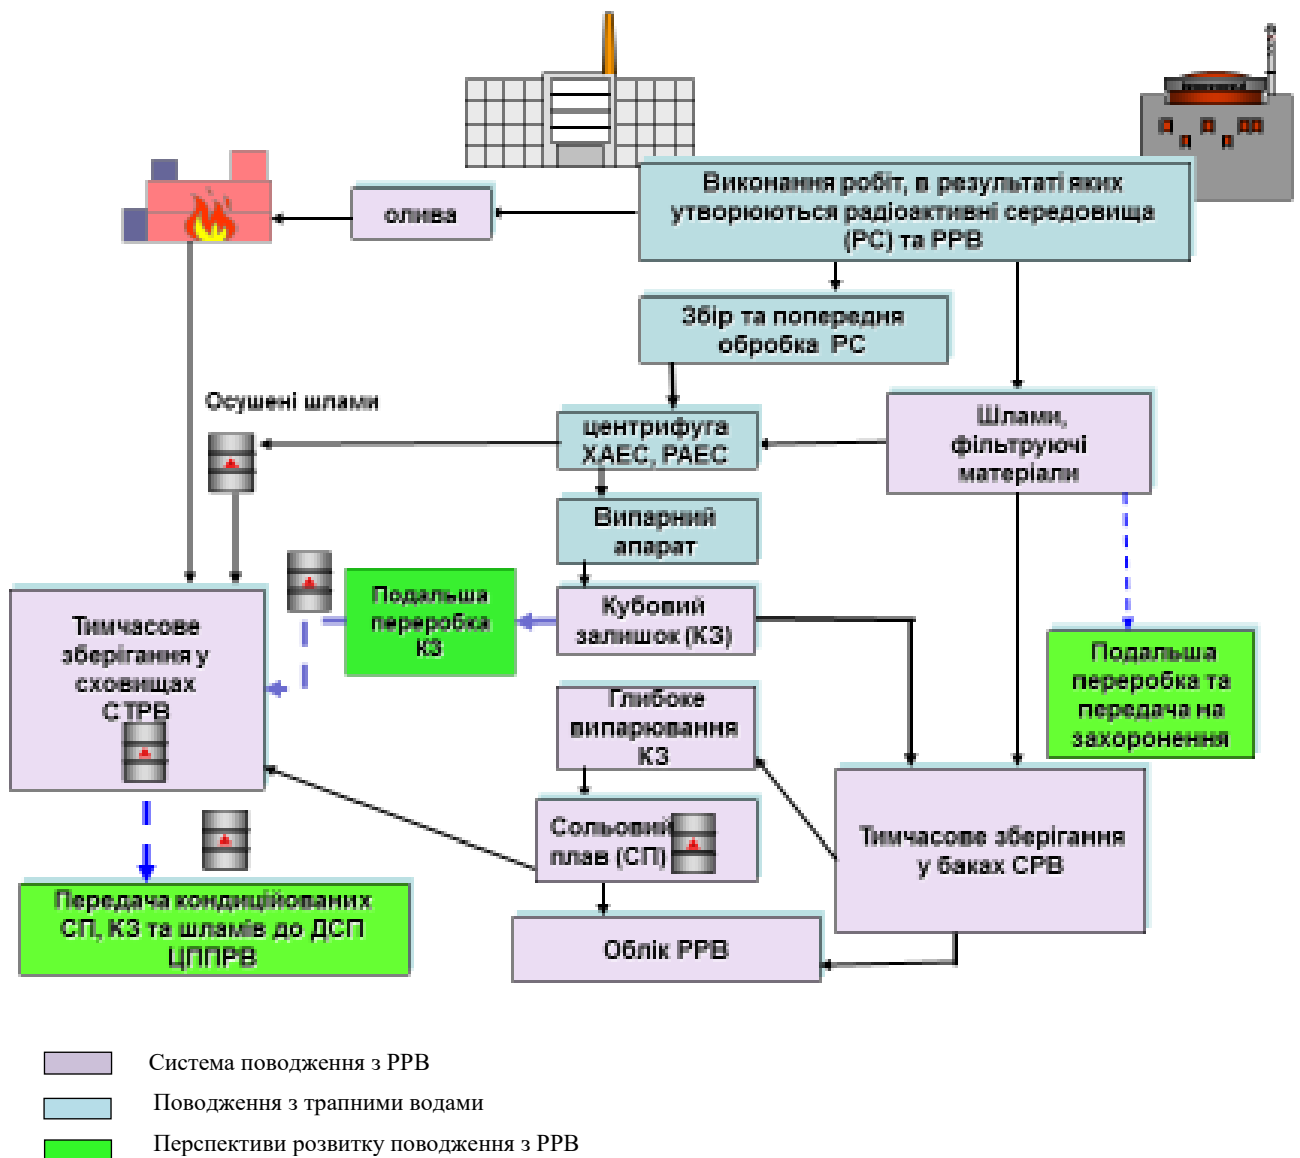 Виконання робіт, в результаті яких
утворюються радіоактивні середовища
(РС) та РРВ
олива
Збір та попередня
обробка РС
Осушені шлами
центрифуга
ХАЕС, РАЕС
Шлами,
фільтруючі
матеріали
Випарний
апарат
Подальша
переробка
КЗ
Кубовий
залишок (КЗ)
Тимчасове
зберігання у
сховищах
СТРВ
Подальша
переробка та
передача на
захоронення
Глибоке
випарювання
КЗ
Сольовий
плав (СП)
Тимчасове зберігання
у баках СРВ
Передача кондиційованих
СП, КЗ та шламів до ДСП
ЦППРВ
Облік РРВ
Система поводження з РРВ
Поводження з трапними водами
Перспективи розвитку поводження з РРВ